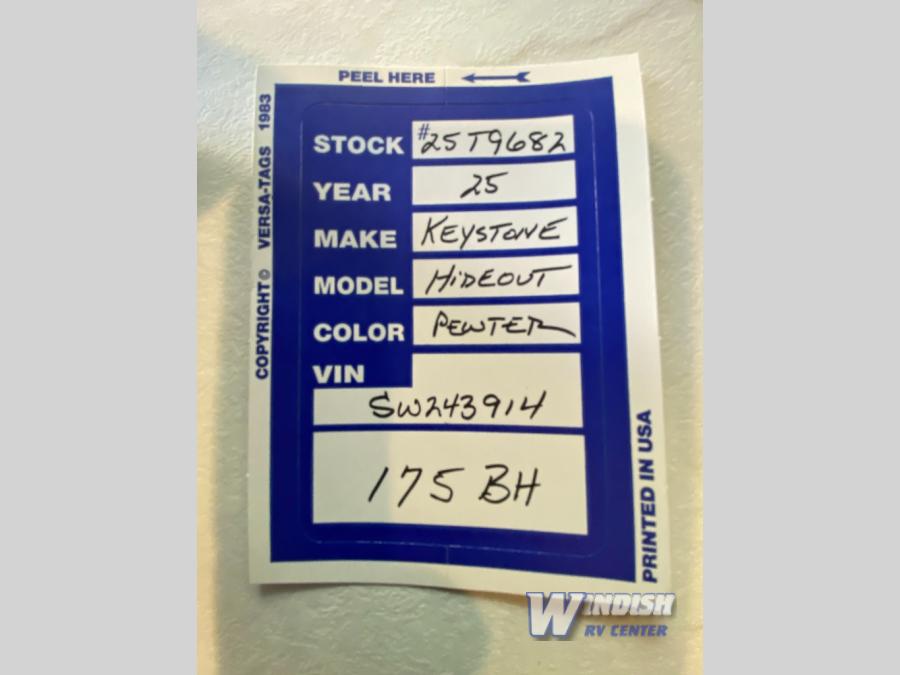 PEEL HERE
COPYRIGHT © VERSA-TAGS 1983
STOCK #25T9682
YEAR 25
MAKE KEYSTONE
MODEL HIDEOUT
COLOR PEWTER
VIN
SW243914
175 BH
PRINTED IN USA
WINDISH
RV CENTER